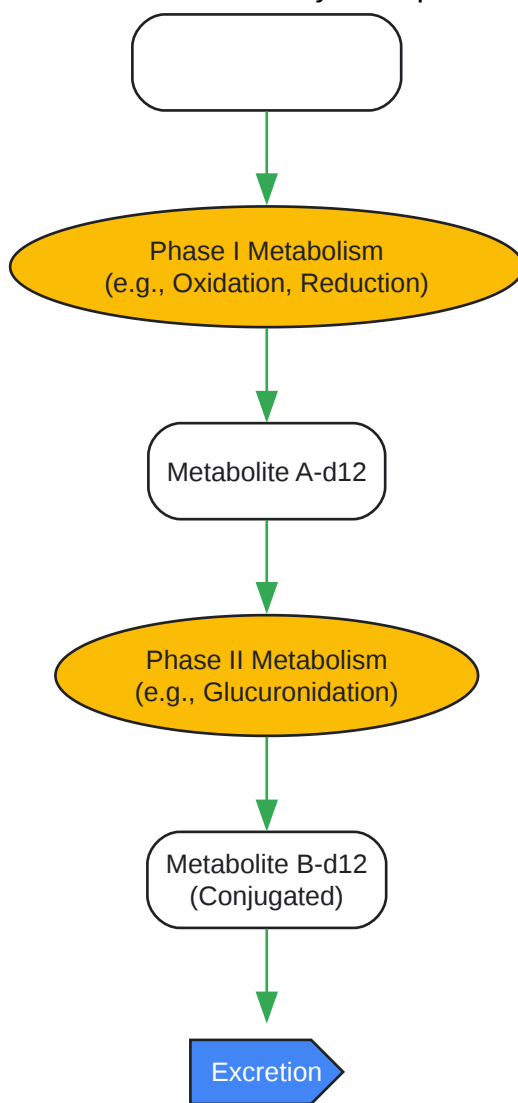 Phase I Metabolism
(e.g., Oxidation, Reduction)
Metabolite A-d12
Phase II Metabolism
(e.g., Glucuronidation)
Metabolite B-d12
(Conjugated)
Excretion